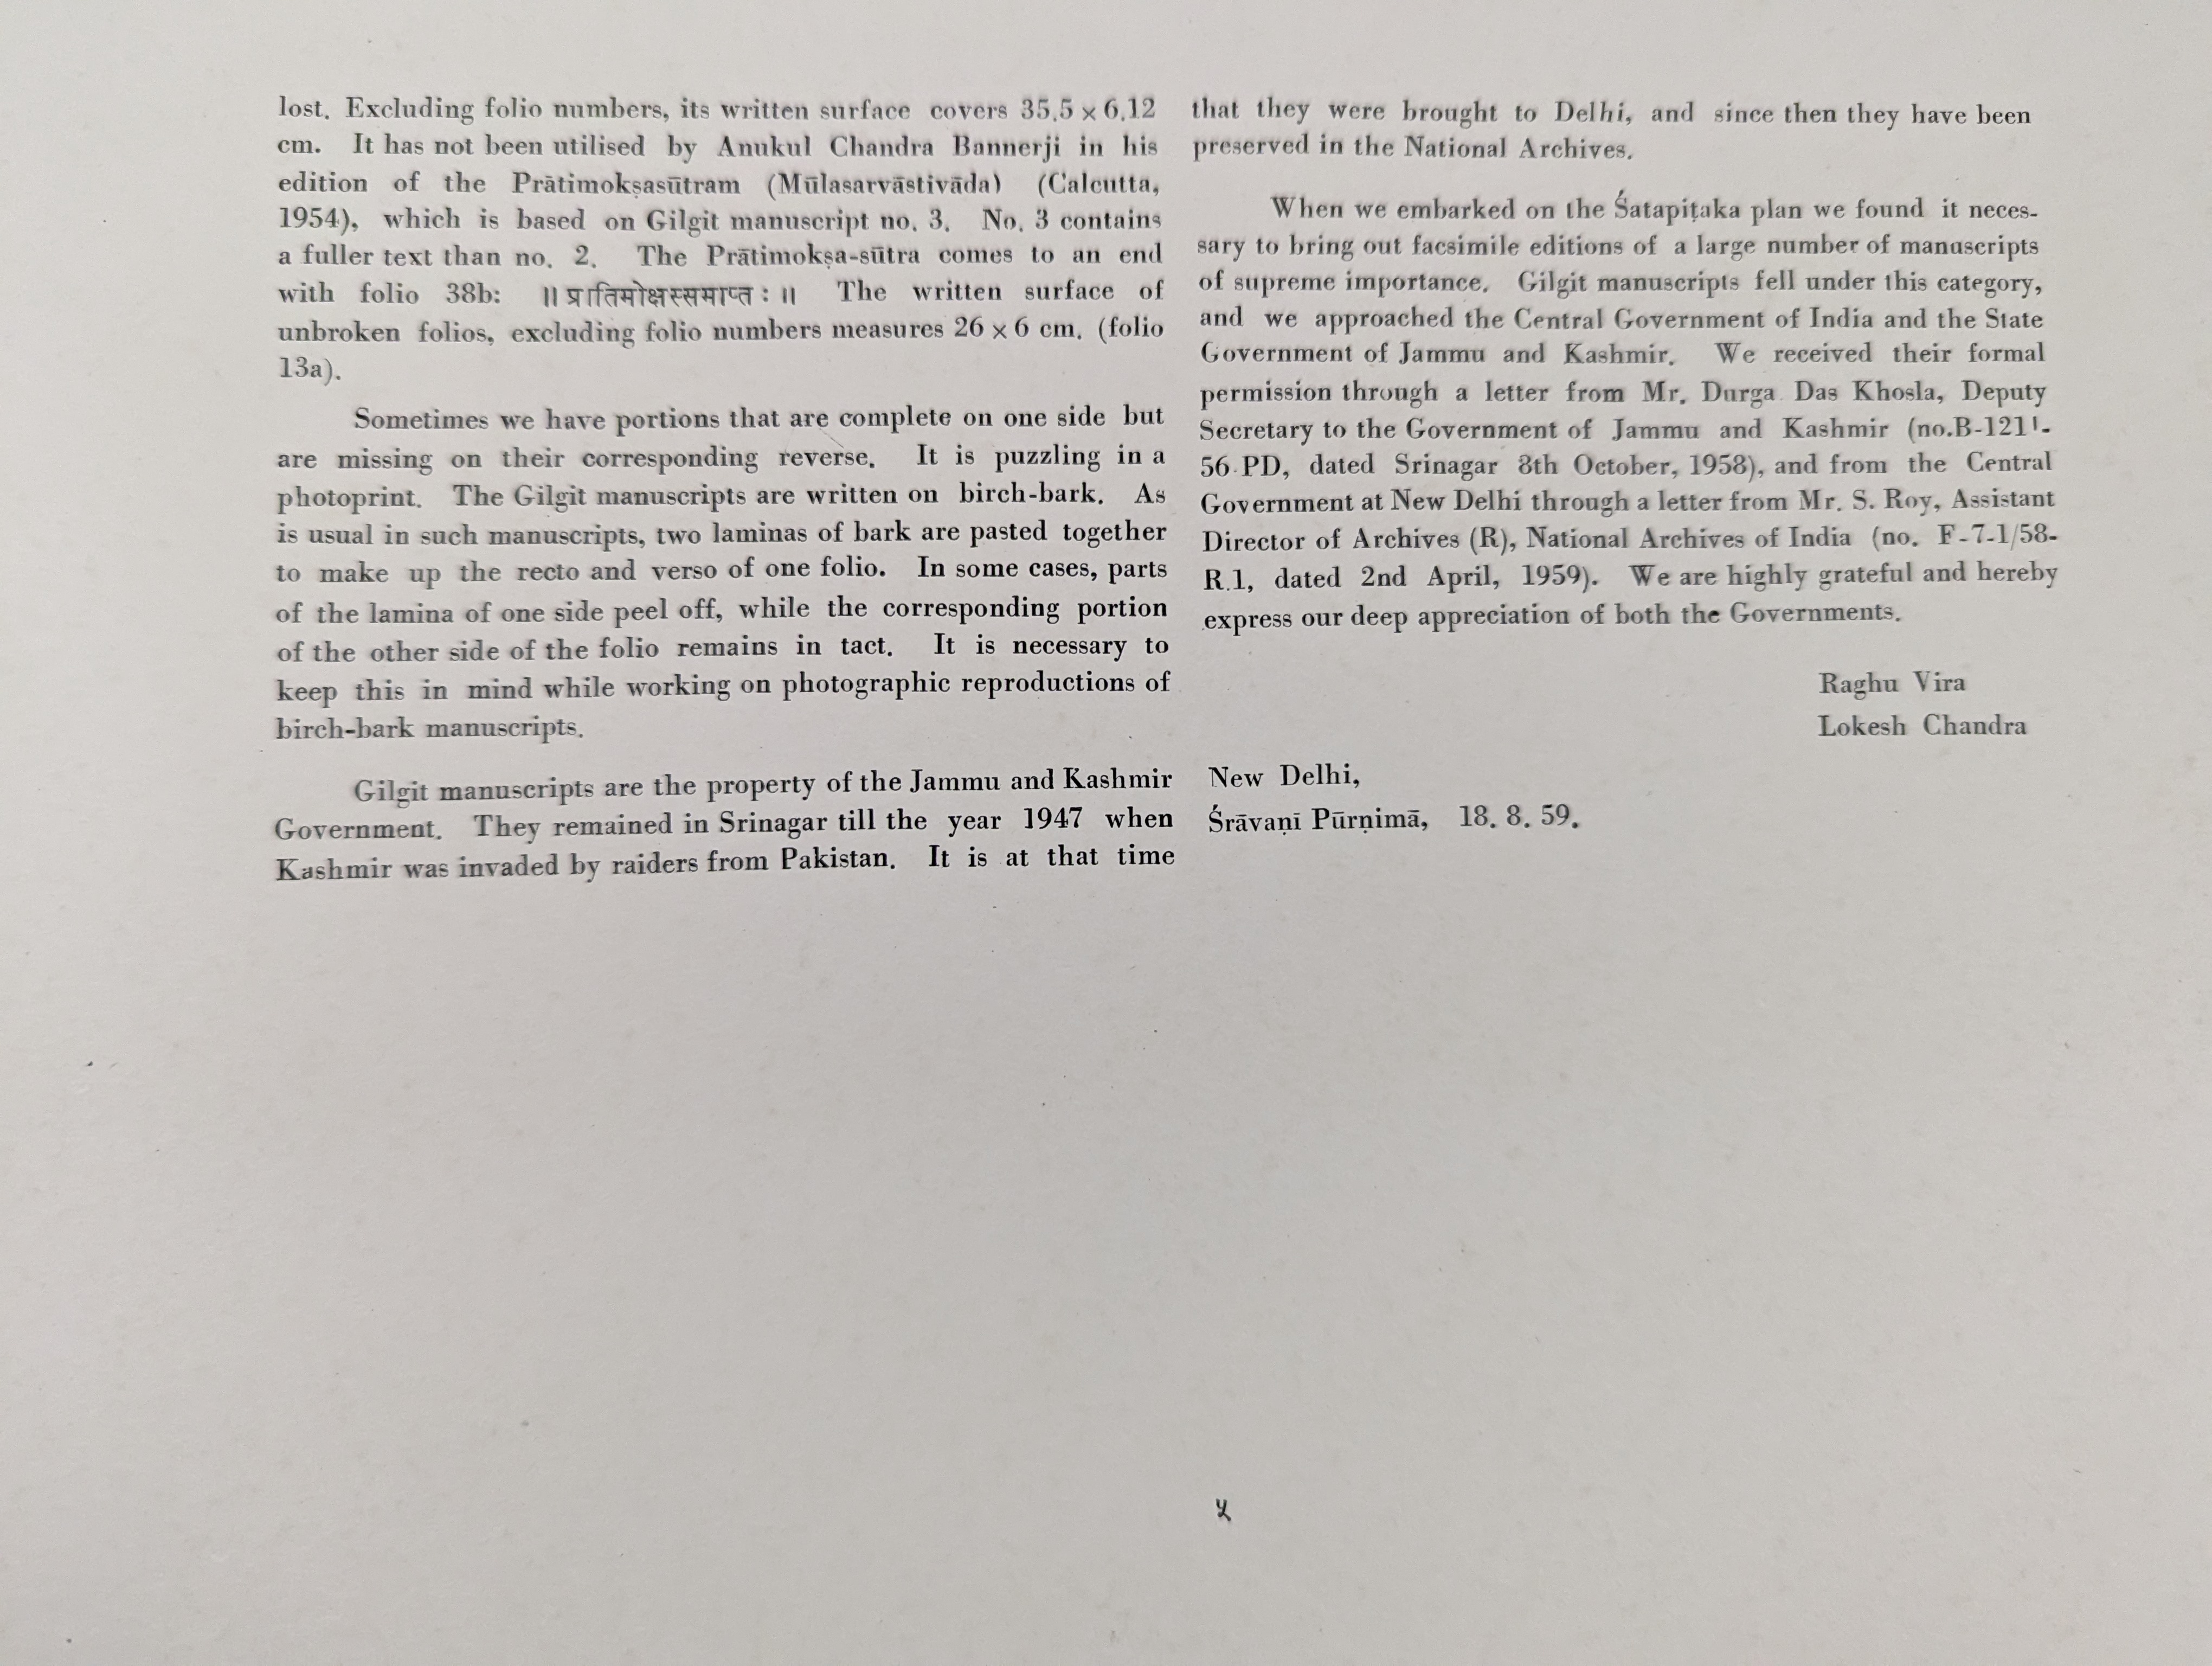 lost. Excluding folio numbers, its written surface covers 35.5 × 6.12
cm. It has not been utilised by Anukul Chandra Bannerji in his
edition of the Prātimokṣasūtram (Mūlasarvāstivāda) (Calcutta,
1954), which is based on Gilgit manuscript no. 3. No. 3 contains
a fuller text than no. 2. The Prātimokṣa-sūtra comes to an end
with folio 38b: ॥ प्रातिमोक्षस्समाप्तः ॥ The written surface of
unbroken folios, excluding folio numbers measures 26 × 6 cm. (folio
13a).
Sometimes we have portions that are complete on one side but
are missing on their corresponding reverse. It is puzzling in a
photoprint. The Gilgit manuscripts are written on birch-bark. As
is usual in such manuscripts, two laminas of bark are pasted together
to make up the recto and verso of one folio. In some cases, parts
of the lamina of one side peel off, while the corresponding portion
of the other side of the folio remains in tact. It is necessary to
keep this in mind while working on photographic reproductions of
birch-bark manuscripts.
Gilgit manuscripts are the property of the Jammu and Kashmir
Government. They remained in Srinagar till the year 1947 when
Kashmir was invaded by raiders from Pakistan. It is at that time
that they were brought to Delhi, and since then they have been
preserved in the National Archives.
When we embarked on the Śatapiṭaka plan we found it neces-
sary to bring out facsimile editions of a large number of manuscripts
of supreme importance. Gilgit manuscripts fell under this category,
and we approached the Central Government of India and the State
Government of Jammu and Kashmir. We received their formal
permission through a letter from Mr. Durga Das Khosla, Deputy
Secretary to the Government of Jammu and Kashmir (no.B-1211-
56-PD, dated Srinagar 8th October, 1958), and from the Central
Government at New Delhi through a letter from Mr. S. Roy, Assistant
Director of Archives (R), National Archives of India (no. F-7-1/58-
R.1, dated 2nd April, 1959). We are highly grateful and hereby
express our deep appreciation of both the Governments.
Raghu Vira
Lokesh Chandra
New Delhi,
Śrāvaṇī Pūrṇimā, 18. 8. 59.
५